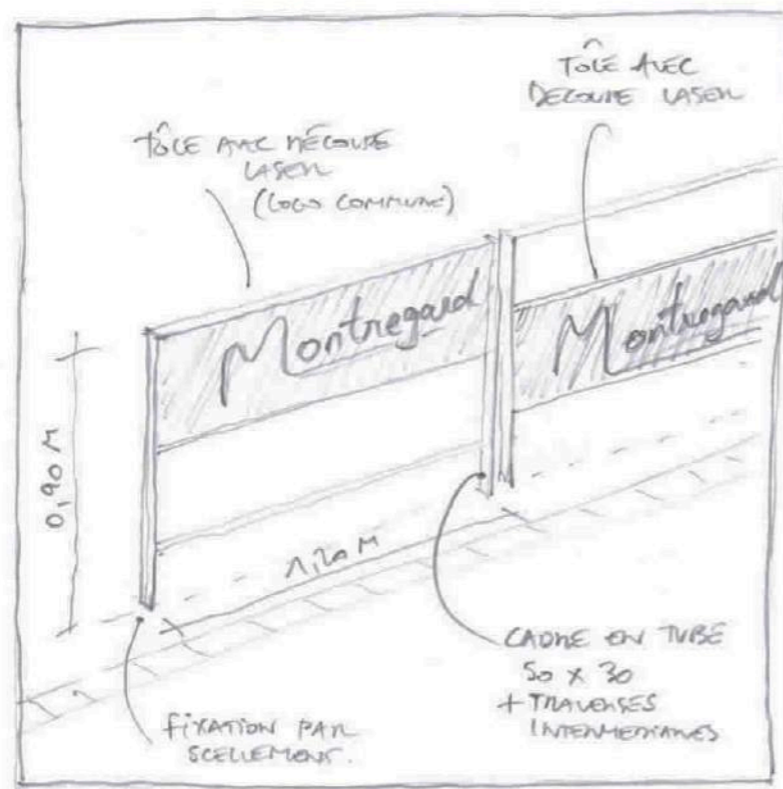 TÔLE AVEC
DECOUPE LASER
TÔLE AVEC DÉCOUPE
LASER
(LOGO COMMUNE)
Montregard
Montregard
0,90 M
1,20 M
CADRE EN TUBE
50 x 30
+ TRAVERSES
INTERMEDIAIRES
FIXATION PAR
SCELLEMENT.